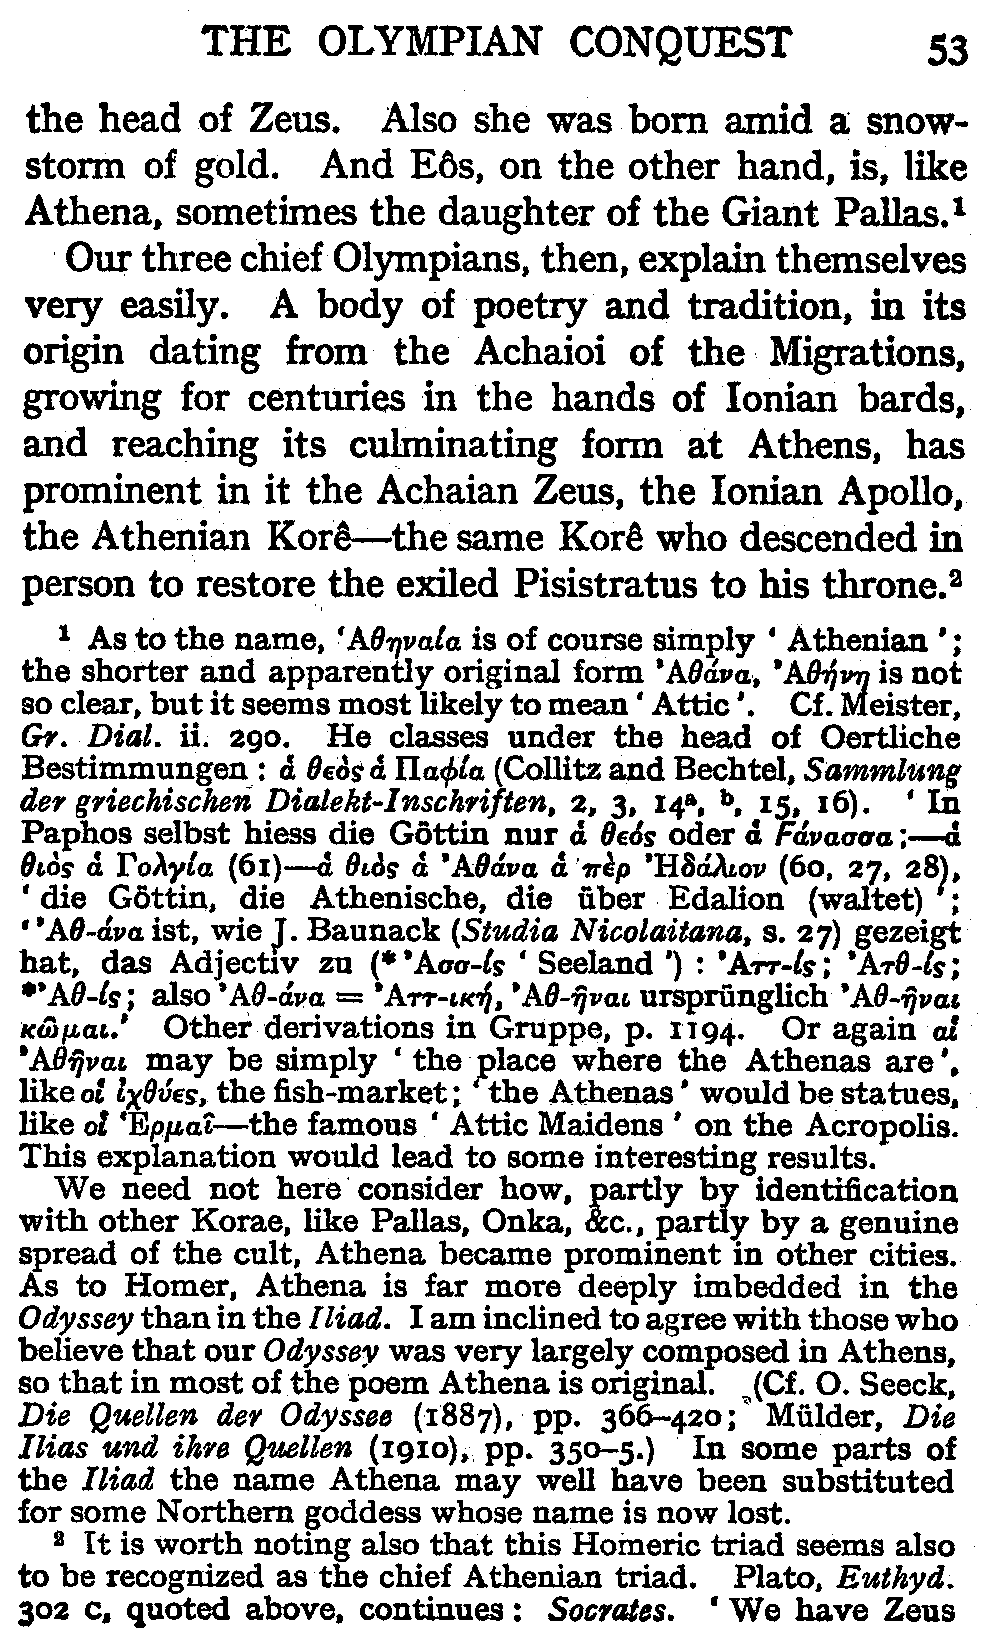 THE OLYMPIAN CONQUEST 53
the head of Zeus. Also she was born amid a snow-
storm of gold. And Eôs, on the other hand, is, like
Athena, sometimes the daughter of the Giant Pallas.¹
Our three chief Olympians, then, explain themselves
very easily. A body of poetry and tradition, in its
origin dating from the Achaioi of the Migrations,
growing for centuries in the hands of Ionian bards,
and reaching its culminating form at Athens, has
prominent in it the Achaian Zeus, the Ionian Apollo,
the Athenian Korê—the same Korê who descended in
person to restore the exiled Pisistratus to his throne.²
¹ As to the name, Ἀθηναία is of course simply ‘ Athenian ’;
the shorter and apparently original form Ἀθάνα, Ἀθήνη is not
so clear, but it seems most likely to mean ‘ Attic ’. Cf. Meister,
Gr. Dial. ii. 290. He classes under the head of Oertliche
Bestimmungen : ἁ θεὸς ἁ Παφία (Collitz and Bechtel, Sammlung
der griechischen Dialekt-Inschriften, 2, 3, 14ᵃ, ᵇ, 15, 16). ‘ In
Paphos selbst hiess die Göttin nur ἁ θεός oder ἁ Ϝάνασσα ;—ἁ
θιὸς ἁ Γολγία (61)—ἁ θιὸς ἁ Ἀθάνα ἁ πὲρ Ἠδάλιον (60, 27, 28),
‘ die Göttin, die Athenische, die über Edalion (waltet) ’ ;
‘ Ἀθ-άνα ist, wie J. Baunack (Studia Nicolaitana, s. 27) gezeigt
hat, das Adjectiv zu (*Ἀσσ-ίς ‘ Seeland ’) : Ἀττ-ίς ; Ἀτθ-ίς ;
*Ἀθ-ίς ; also Ἀθ-άνα = Ἀττ-ική, Ἀθ-ῆναι ursprünglich Ἀθ-ῆναι
κῶμαι.’ Other derivations in Gruppe, p. 1194. Or again αἱ
Ἀθῆναι may be simply ‘ the place where the Athenas are ’,
like οἱ ἰχθύες, the fish-market ; ‘ the Athenas ’ would be statues,
like οἱ Ἑρμαῖ—the famous ‘ Attic Maidens ’ on the Acropolis.
This explanation would lead to some interesting results.
We need not here consider how, partly by identification
with other Korae, like Pallas, Onka, &c., partly by a genuine
spread of the cult, Athena became prominent in other cities.
As to Homer, Athena is far more deeply imbedded in the
Odyssey than in the Iliad. I am inclined to agree with those who
believe that our Odyssey was very largely composed in Athens,
so that in most of the poem Athena is original. (Cf. O. Seeck,
Die Quellen der Odyssee (1887), pp. 366–420; Mülder, Die
Ilias und ihre Quellen (1910), pp. 350–5.) In some parts of
the Iliad the name Athena may well have been substituted
for some Northern goddess whose name is now lost.
² It is worth noting also that this Homeric triad seems also
to be recognized as the chief Athenian triad. Plato, Euthyd.
302 C, quoted above, continues : Socrates. ‘ We have Zeus